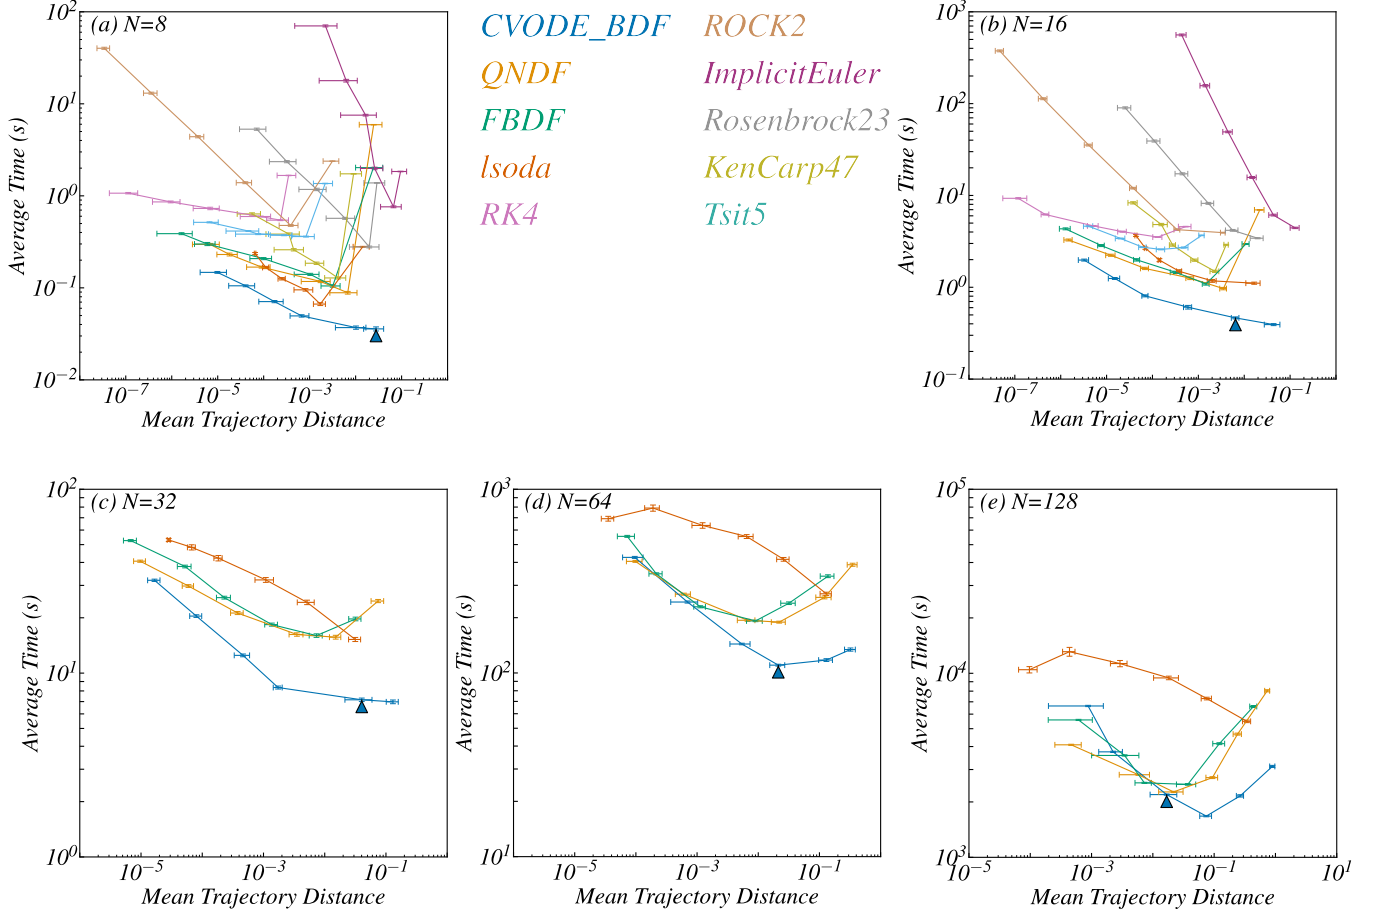 (a) N=8
10^2
10^1
10^0
10^-1
10^-2
Average Time (s)
10^-7
10^-5
10^-3
10^-1
Mean Trajectory Distance
CVODE_BDF
QNDF
FBDF
lsoda
RK4
ROCK2
ImplicitEuler
Rosenbrock23
KenCarp47
Tsit5
(b) N=16
10^3
10^2
10^1
10^0
10^-1
Average Time (s)
10^-7
10^-5
10^-3
10^-1
Mean Trajectory Distance
(c) N=32
10^2
10^1
10^0
Average Time (s)
10^-5
10^-3
10^-1
Mean Trajectory Distance
(d) N=64
10^3
10^2
10^1
Average Time (s)
10^-5
10^-3
10^-1
Mean Trajectory Distance
(e) N=128
10^5
10^4
10^3
Average Time (s)
10^-5
10^-3
10^-1
10^1
Mean Trajectory Distance